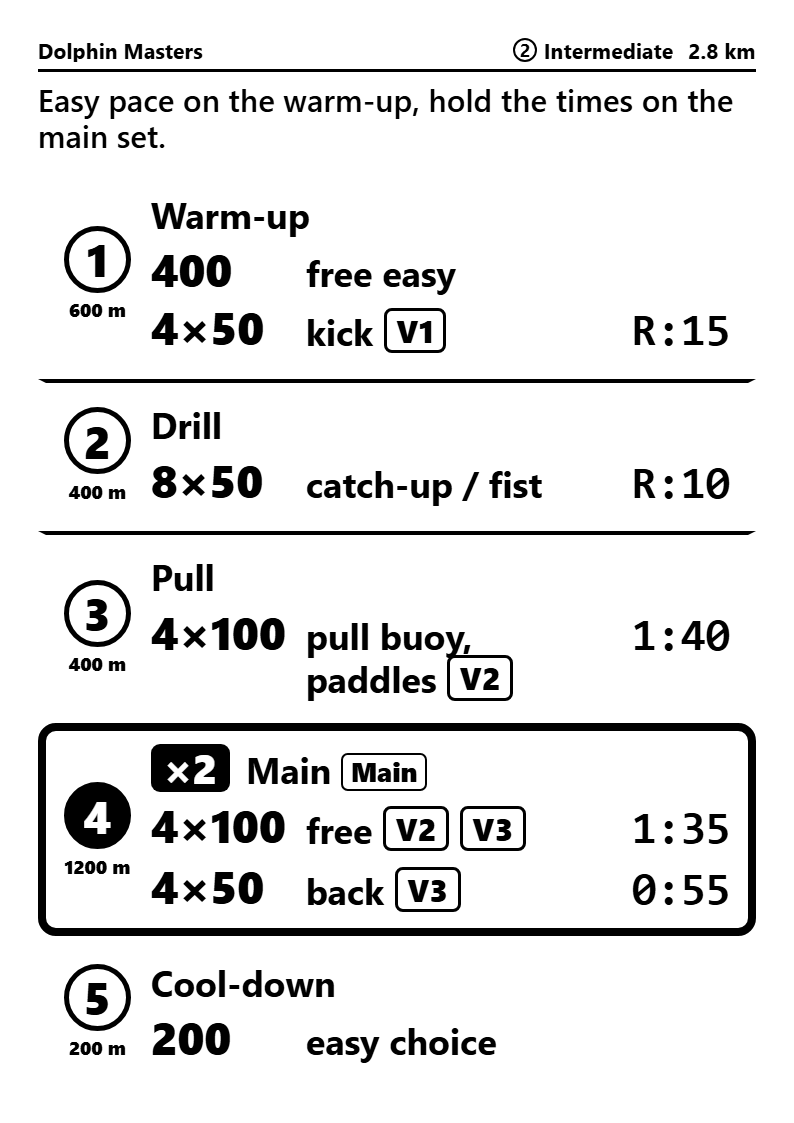 Dolphin Masters ② Intermediate 2.8 km
Easy pace on the warm-up, hold the times on the
main set.
Warm-up
1
400 free easy
600 m
4×50 kick V1 R:15
2
Drill
400 m
8×50 catch-up / fist R:10
Pull
3
4×100 pull buoy, 1:40
400 m
paddles V2
×2 Main Main
4
4×100 free V2 V3 1:35
1200 m
4×50 back V3 0:55
5
Cool-down
200 m
200 easy choice